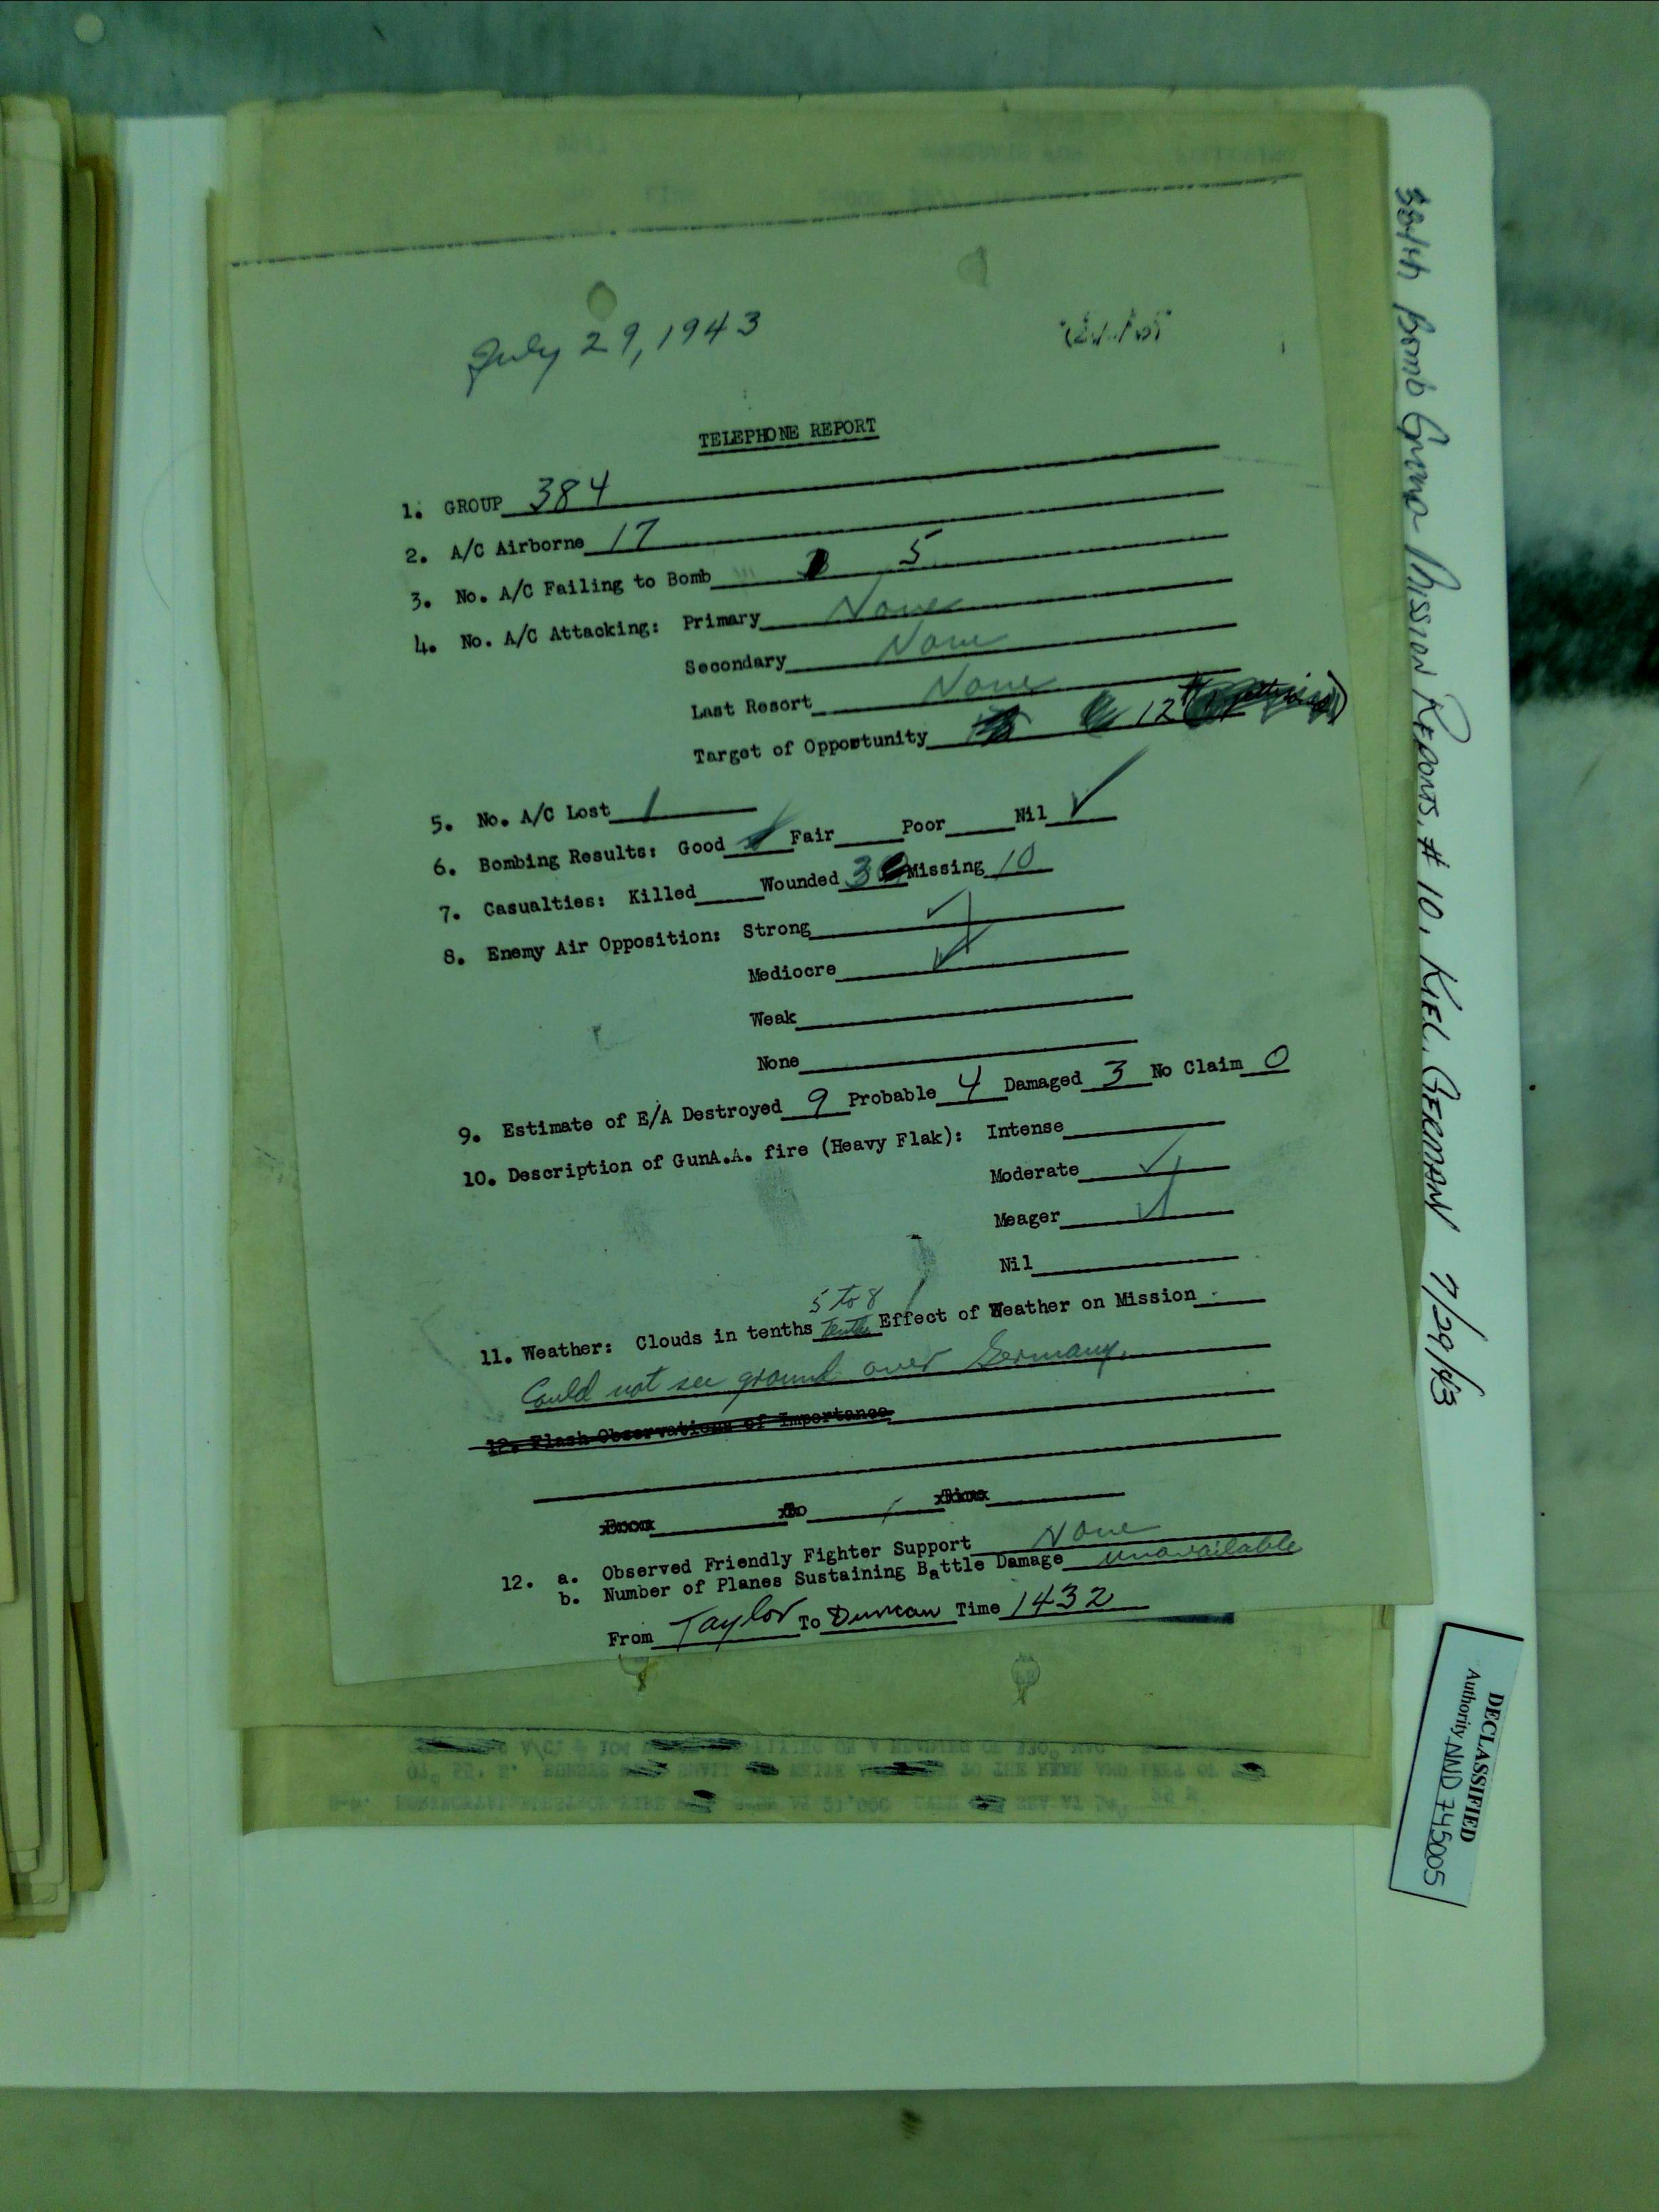 July 29, 1943
TELEPHONE REPORT
1. GROUP 384
2. A/C Airborne 17
3. No. A/C Failing to Bomb 5
4. No. A/C Attacking: Primary None
Secondary None
Last Resort None
Target of Opportunity 12
5. No. A/C Lost 1
6. Bombing Results: Good Fair Poor Nil ✓
7. Casualties: Killed Wounded 3 Missing 10
8. Enemy Air Opposition: Strong ✓
Mediocre ✓
Weak
None
9. Estimate of E/A Destroyed 9 Probable 4 Damaged 3 No Claim 0
10. Description of GunA.A. fire (Heavy Flak): Intense
Moderate ✓
Meager ✓
Nil
5 to 8
11. Weather: Clouds in tenths Tenths Effect of Weather on Mission
Could not see ground over Germany.
12. Flash Observations of Importance
From To Time
12. a. Observed Friendly Fighter Support None
b. Number of Planes Sustaining Battle Damage unavailable
From Taylor To Duncan Time 1432
384th Bomb Group Mission Reports, # 10, KIEL, GERMANY 7/29/43
DECLASSIFIED
Authority NND 745005